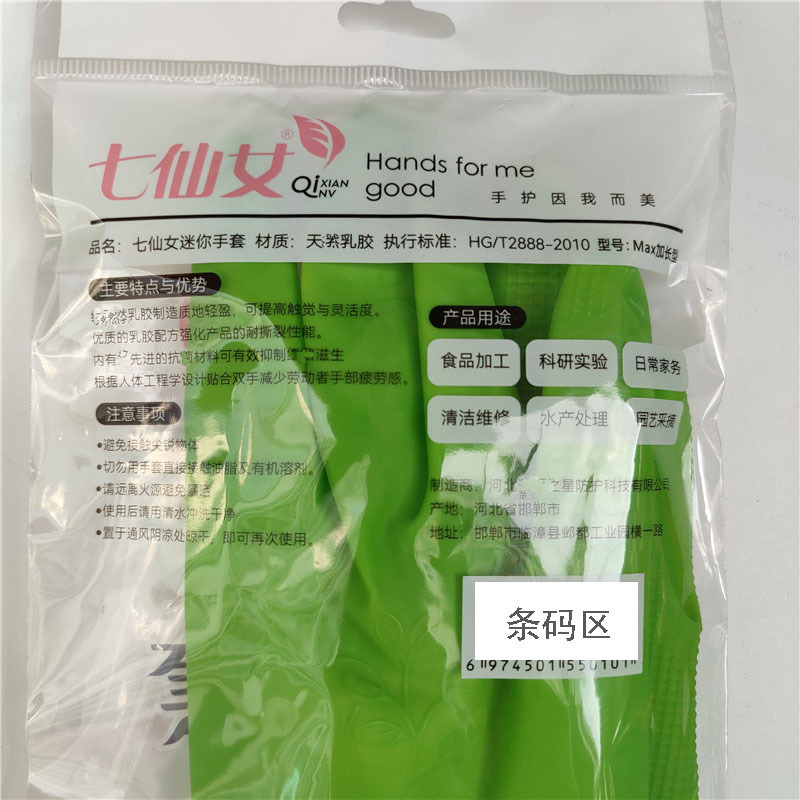 七仙女®
QiXIAN NV
Hands for me
good
手护因我而美
品名：七仙女迷你手套 材质：天然乳胶 执行标准：HG/T2888-2010 型号：Max加长型
主要特点与优势
乳胶制造质地轻盈，可提高触觉与灵活度。
优质的乳胶配方强化产品的耐撕裂性能。
内有 先进的抗菌材料可有效抑制 滋生
根据人体工程学设计贴合双手减少劳动者手部疲劳感。
注意事项
•避免接触尖锐物体
•切勿用手套直接接触油脂及有机溶剂。
•请远离火源避免暴晒
•使用后请用清水冲洗干净
•置于通风阴凉处晾干，即可再次使用。
产品用途
食品加工 科研实验 日常家务
清洁维修 水产处理 园艺采摘
制造商：河北 之星防护科技有限公司
产地：河北省邯郸市
地址：邯郸市临漳县邺都工业园横一路
条码区
6 974501 550101